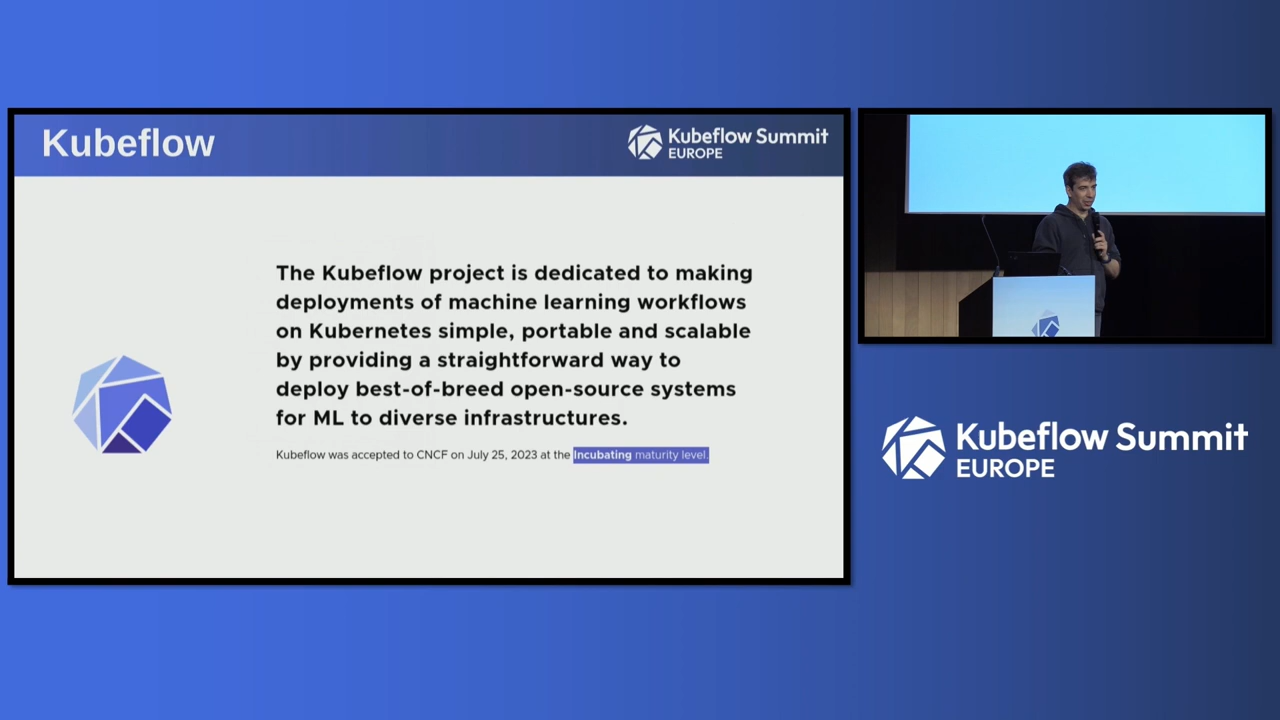 Kubeflow
Kubeflow Summit
EUROPE
The Kubeflow project is dedicated to making
deployments of machine learning workflows
on Kubernetes simple, portable and scalable
by providing a straightforward way to
deploy best-of-breed open-source systems
for ML to diverse infrastructures.
Kubeflow was accepted to CNCF on July 25, 2023 at the Incubating maturity level.
Kubeflow Summit
EUROPE